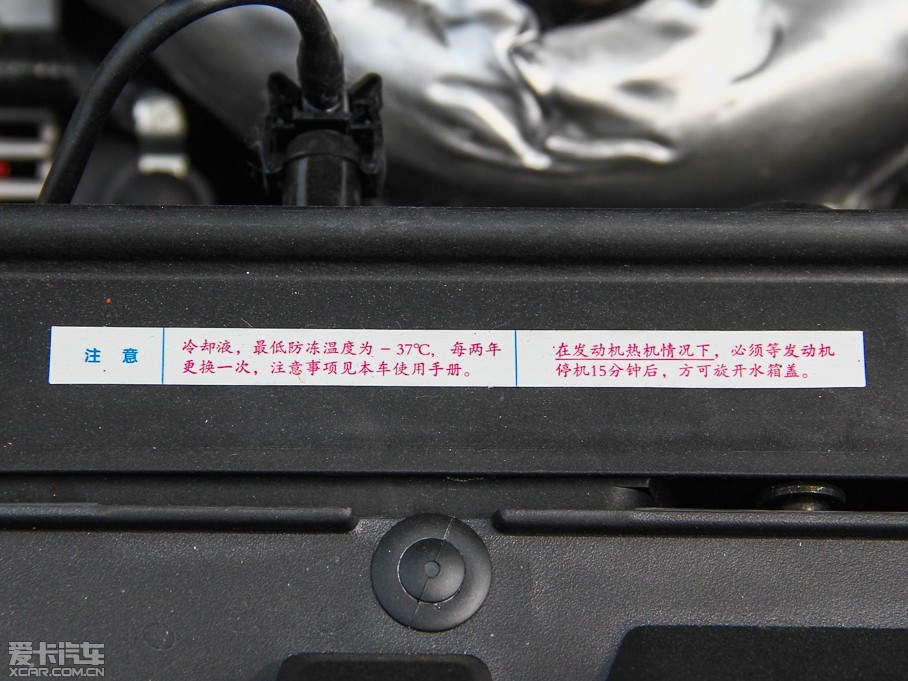 注 意
冷却液，最低防冻温度为－37℃，每两年
更换一次，注意事项见本车使用手册。
在发动机热机情况下，必须等发动机
停机15分钟后，方可旋开水箱盖。
爱卡汽车
XCAR.COM.CN